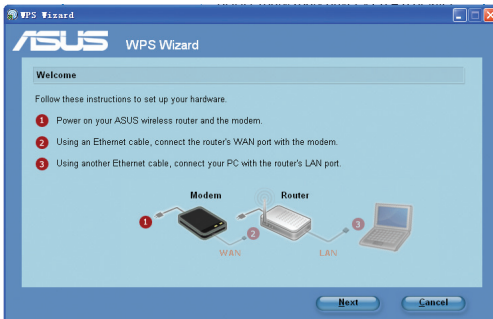 WPS Wizard
ASUS WPS Wizard
Welcome
Follow these instructions to set up your hardware.
1 Power on your ASUS wireless router and the modem.
2 Using an Ethernet cable, connect the router's WAN port with the modem.
3 Using another Ethernet cable, connect your PC with the router's LAN port.
Modem Router
1 2 3
WAN LAN
Next Cancel